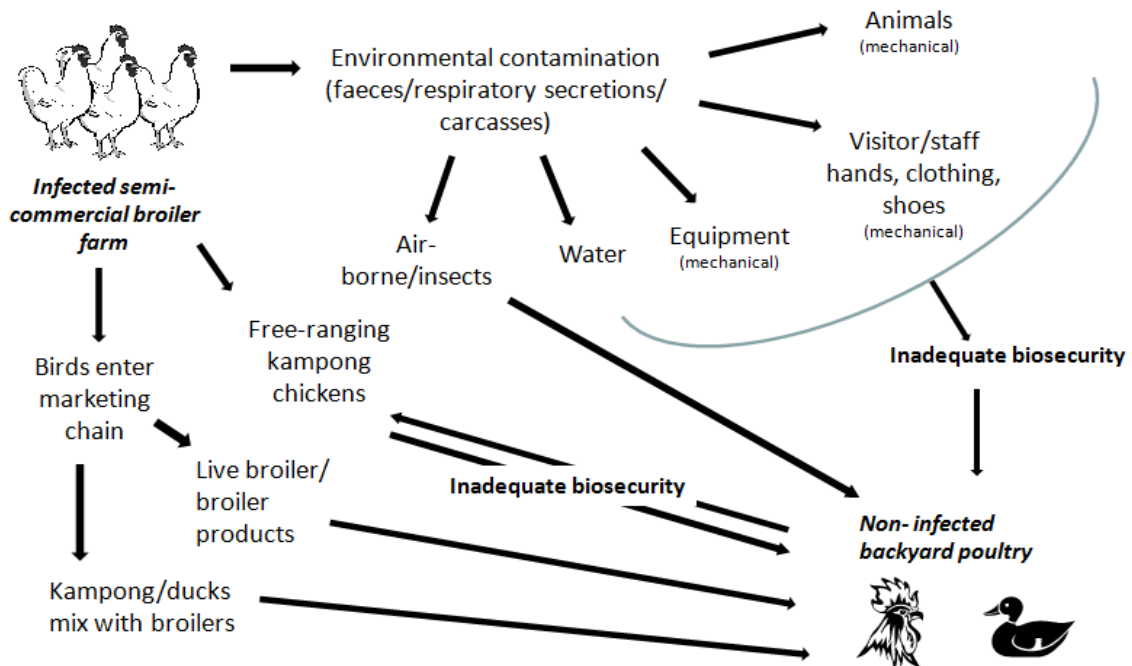 Animals
(mechanical)
Environmental contamination
(faeces/respiratory secretions/
carcasses)
Visitor/staff
hands, clothing,
shoes
(mechanical)
Infected semi-
commercial broiler
farm
Air-
borne/insects
Water
Equipment
(mechanical)
Free-ranging
kampong
chickens
Inadequate biosecurity
Birds enter
marketing
chain
Live broiler/
broiler
products
Inadequate biosecurity
Non- infected
backyard poultry
Kampong/ducks
mix with broilers